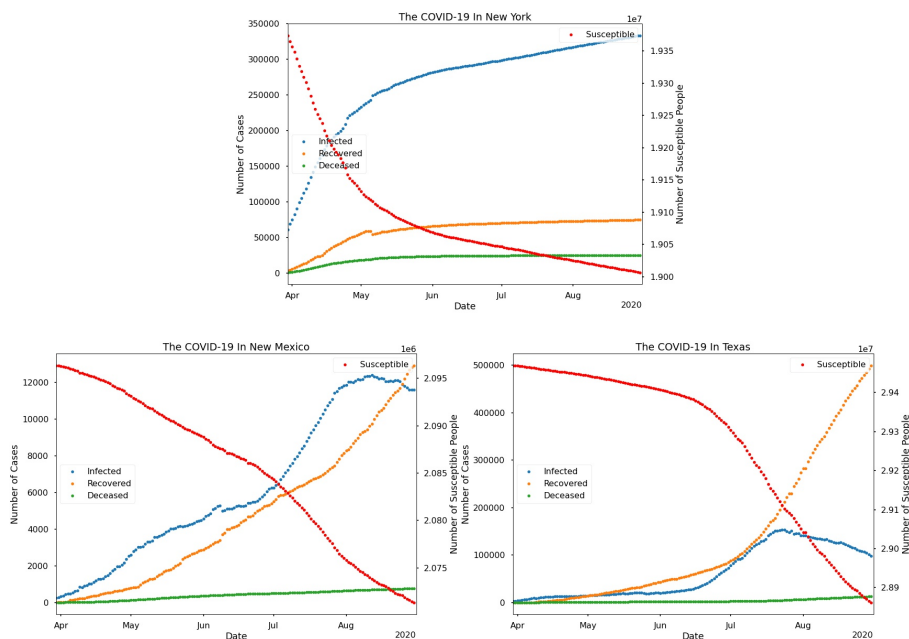 The COVID-19 In New York
1e7
350000
300000
250000
200000
150000
100000
50000
0
Number of Cases
Susceptible
Infected
Recovered
Deceased
1.935
1.930
1.925
1.920
1.915
1.910
1.905
1.900
Number of Susceptible People
Apr May Jun Jul Aug
Date
2020
The COVID-19 In New Mexico
1e6
12000
10000
8000
6000
4000
2000
0
Number of Cases
Susceptible
Infected
Recovered
Deceased
2.095
2.090
2.085
2.080
2.075
Number of Susceptible People
Apr May Jun Jul Aug
Date
2020
The COVID-19 In Texas
1e7
500000
400000
300000
200000
100000
0
Number of Cases
Susceptible
Infected
Recovered
Deceased
2.94
2.93
2.92
2.91
2.90
2.89
Number of Susceptible People
Apr May Jun Jul Aug
Date
2020